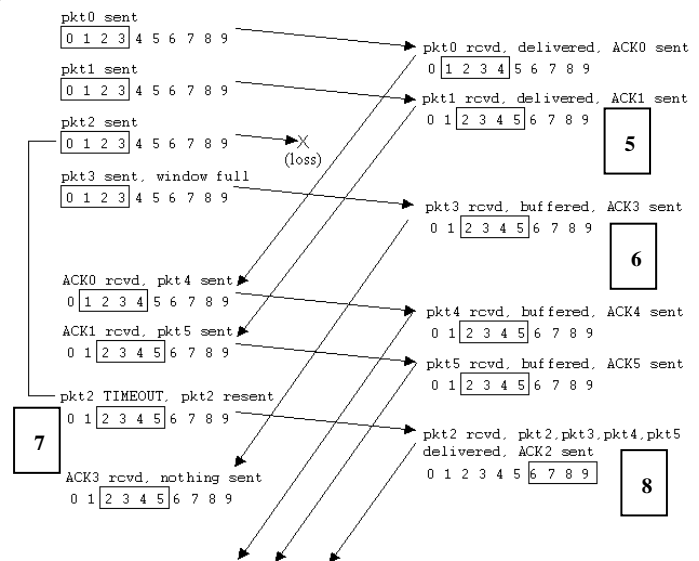 pkt0 sent
0 1 2 3 4 5 6 7 8 9
pkt1 sent
0 1 2 3 4 5 6 7 8 9
pkt2 sent
0 1 2 3 4 5 6 7 8 9
X
(loss)
pkt3 sent, window full
0 1 2 3 4 5 6 7 8 9
ACK0 rcvd, pkt4 sent
0 1 2 3 4 5 6 7 8 9
ACK1 rcvd, pkt5 sent
0 1 2 3 4 5 6 7 8 9
pkt2 TIMEOUT, pkt2 resent
0 1 2 3 4 5 6 7 8 9
7
ACK3 rcvd, nothing sent
0 1 2 3 4 5 6 7 8 9
pkt0 rcvd, delivered, ACK0 sent
0 1 2 3 4 5 6 7 8 9
pkt1 rcvd, delivered, ACK1 sent
0 1 2 3 4 5 6 7 8 9
5
pkt3 rcvd, buffered, ACK3 sent
0 1 2 3 4 5 6 7 8 9
6
pkt4 rcvd, buffered, ACK4 sent
0 1 2 3 4 5 6 7 8 9
pkt5 rcvd, buffered, ACK5 sent
0 1 2 3 4 5 6 7 8 9
pkt2 rcvd, pkt2,pkt3,pkt4,pkt5
delivered, ACK2 sent
0 1 2 3 4 5 6 7 8 9
8